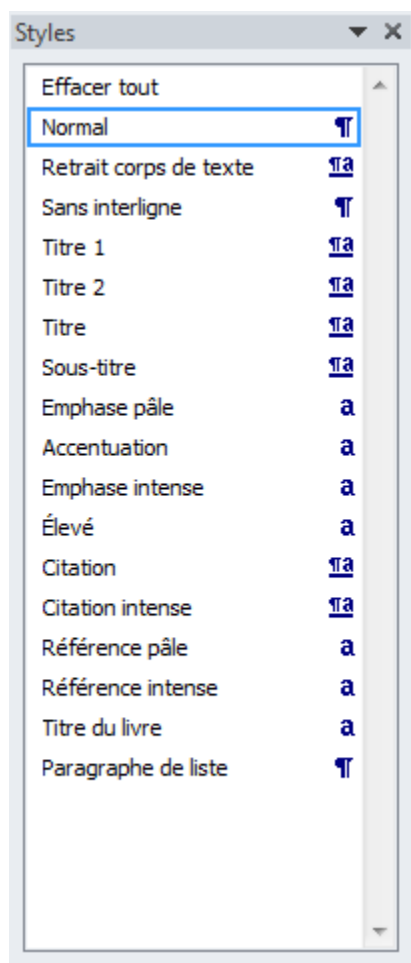 Styles
Effacer tout
Normal ¶
Retrait corps de texte ¶a
Sans interligne ¶
Titre 1 ¶a
Titre 2 ¶a
Titre ¶a
Sous-titre ¶a
Emphase pâle a
Accentuation a
Emphase intense a
Élevé a
Citation ¶a
Citation intense ¶a
Référence pâle a
Référence intense a
Titre du livre a
Paragraphe de liste ¶